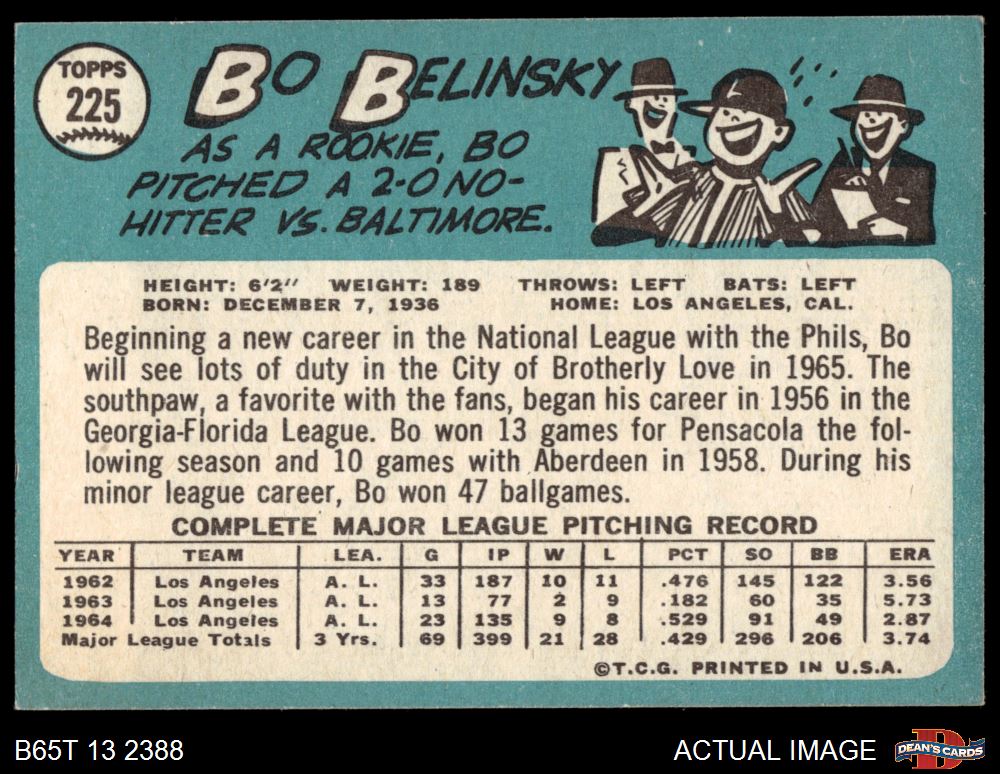 TOPPS
225
BO BELINSKY
AS A ROOKIE, BO
PITCHED A 2-0 NO-
HITTER VS. BALTIMORE.
HEIGHT: 6'2" WEIGHT: 189 THROWS: LEFT BATS: LEFT
BORN: DECEMBER 7, 1936 HOME: LOS ANGELES, CAL.
Beginning a new career in the National League with the Phils, Bo
will see lots of duty in the City of Brotherly Love in 1965. The
southpaw, a favorite with the fans, began his career in 1956 in the
Georgia-Florida League. Bo won 13 games for Pensacola the fol-
lowing season and 10 games with Aberdeen in 1958. During his
minor league career, Bo won 47 ballgames.
COMPLETE MAJOR LEAGUE PITCHING RECORD
YEAR TEAM LEA. G IP W L PCT SO BB ERA
1962 Los Angeles A. L. 33 187 10 11 .476 145 122 3.56
1963 Los Angeles A. L. 13 77 2 9 .182 60 35 5.73
1964 Los Angeles A. L. 23 135 9 8 .529 91 49 2.87
Major League Totals 3 Yrs. 69 399 21 28 .429 296 206 3.74
©T.C.G. PRINTED IN U.S.A.
B65T 13 2388 ACTUAL IMAGE DEAN'S CARDS